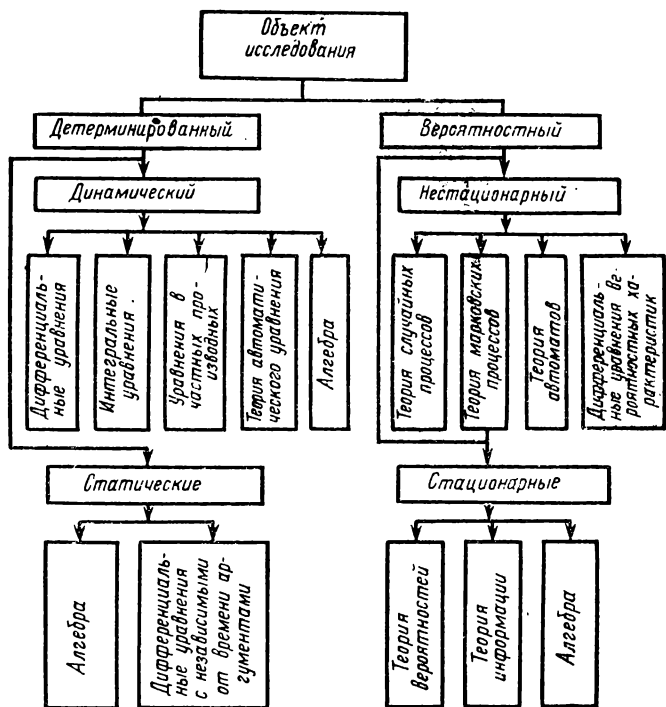 Объект
исследования
Детерминированный
Вероятностный
Динамический
Нестационарный
Дифференциаль-
ные уравнения
Интегральные
уравнения.
Уравнения в
частных про-
изводных
Теория автомати-
ческого уравнения
Алгебра
Теория случайных
процессов
Теория марковских
процессов
Теория
автоматов
Дифференциаль-
ные уравнения ве-
роятностных ха-
рактеристик
Статические
Стационарные
Алгебра
Дифференциаль-
ные уравнения
с независимыми
от времени ар-
гументами
Теория
вероятностей
Теория
информации
Алгебра